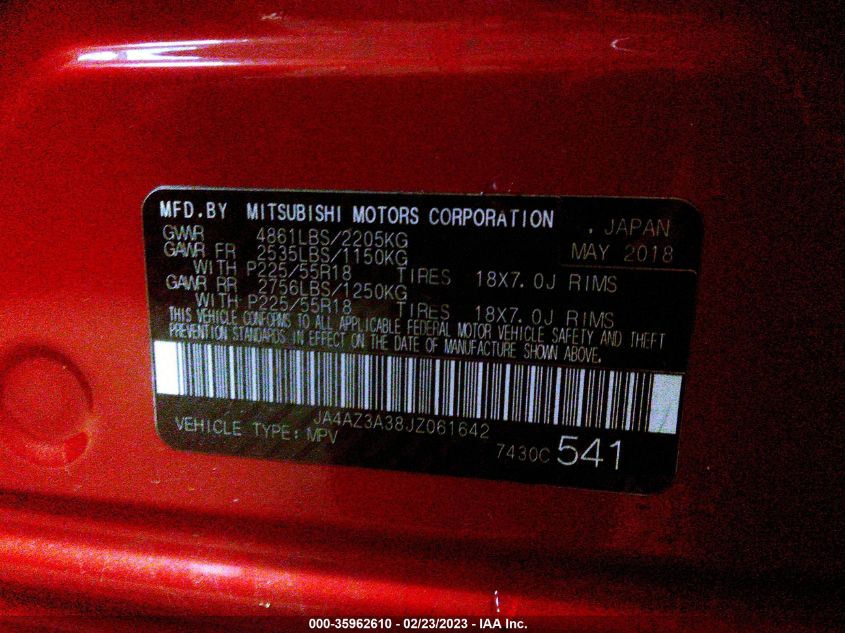 MFD.BY MITSUBISHI MOTORS CORPORATION . JAPAN
GVWR 4861LBS/2205KG MAY 2018
GAWR FR 2535LBS/1150KG
WITH P225/55R18 TIRES 18X7.0J RIMS
GAWR RR 2756LBS/1250KG
WITH P225/55R18 TIRES 18X7.0J RIMS
THIS VEHICLE CONFORMS TO ALL APPLICABLE FEDERAL MOTOR VEHICLE SAFETY AND THEFT
PREVENTION STANDARDS IN EFFECT ON THE DATE OF MANUFACTURE SHOWN ABOVE.
JA4AZ3A38JZ061642
VEHICLE TYPE: MPV
7430C 541
000-35962610 - 02/23/2023 - IAA Inc.